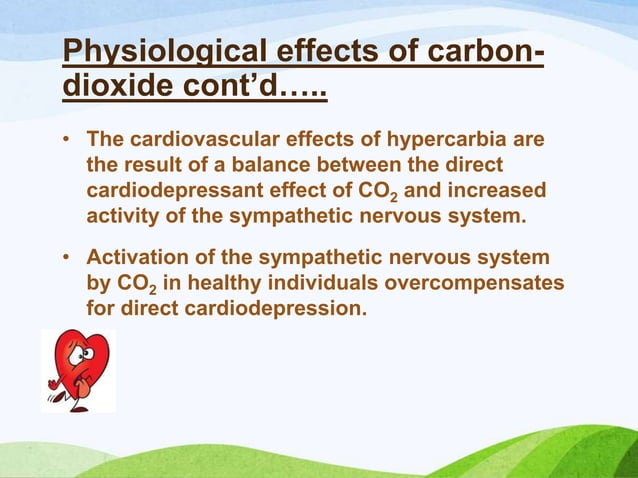 Physiological effects of carbon-
dioxide cont’d…..
• The cardiovascular effects of hypercarbia are
the result of a balance between the direct
cardiodepressant effect of CO₂ and increased
activity of the sympathetic nervous system.
• Activation of the sympathetic nervous system
by CO₂ in healthy individuals overcompensates
for direct cardiodepression.